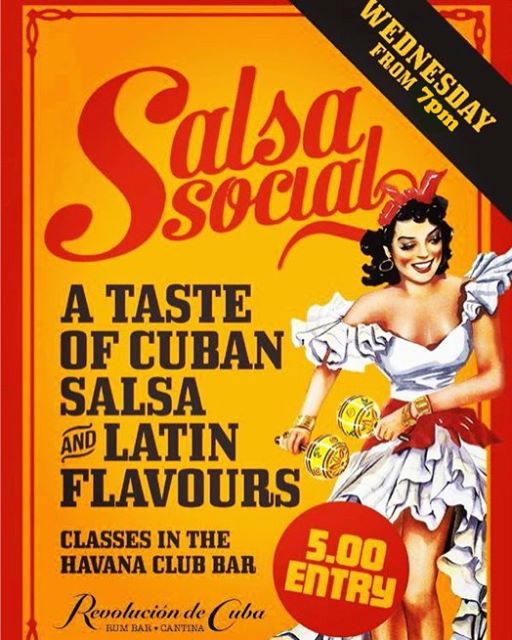 WEDNESDAY
FROM 7pm
Salsa
social
A TASTE
OF CUBAN
SALSA
AND LATIN
FLAVOURS
CLASSES IN THE
HAVANA CLUB BAR
5.00
ENTRY
Revolución de Cuba
RUM BAR • CANTINA